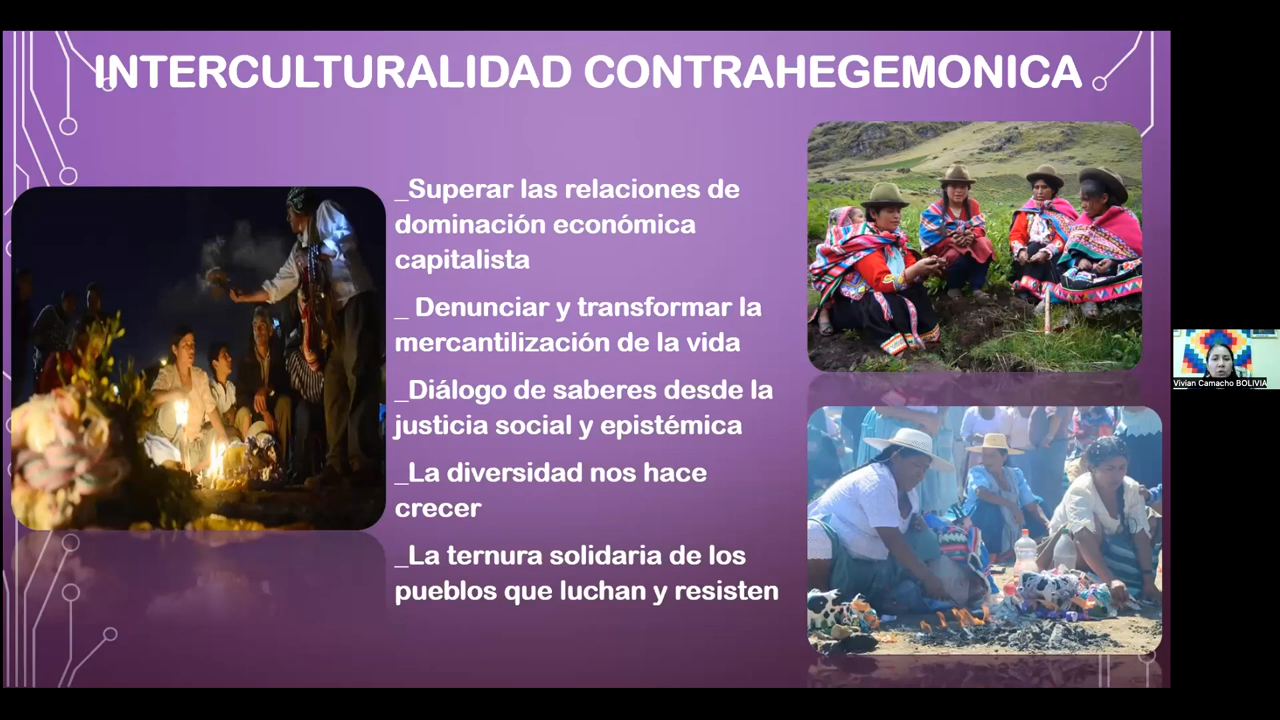 INTERCULTURALIDAD CONTRAHEGEMONICA
_Superar las relaciones de
dominación económica
capitalista
_ Denunciar y transformar la
mercantilización de la vida
_Diálogo de saberes desde la
justicia social y epistémica
_La diversidad nos hace
crecer
_La ternura solidaria de los
pueblos que luchan y resisten
Vivian Camacho BOLIVIA